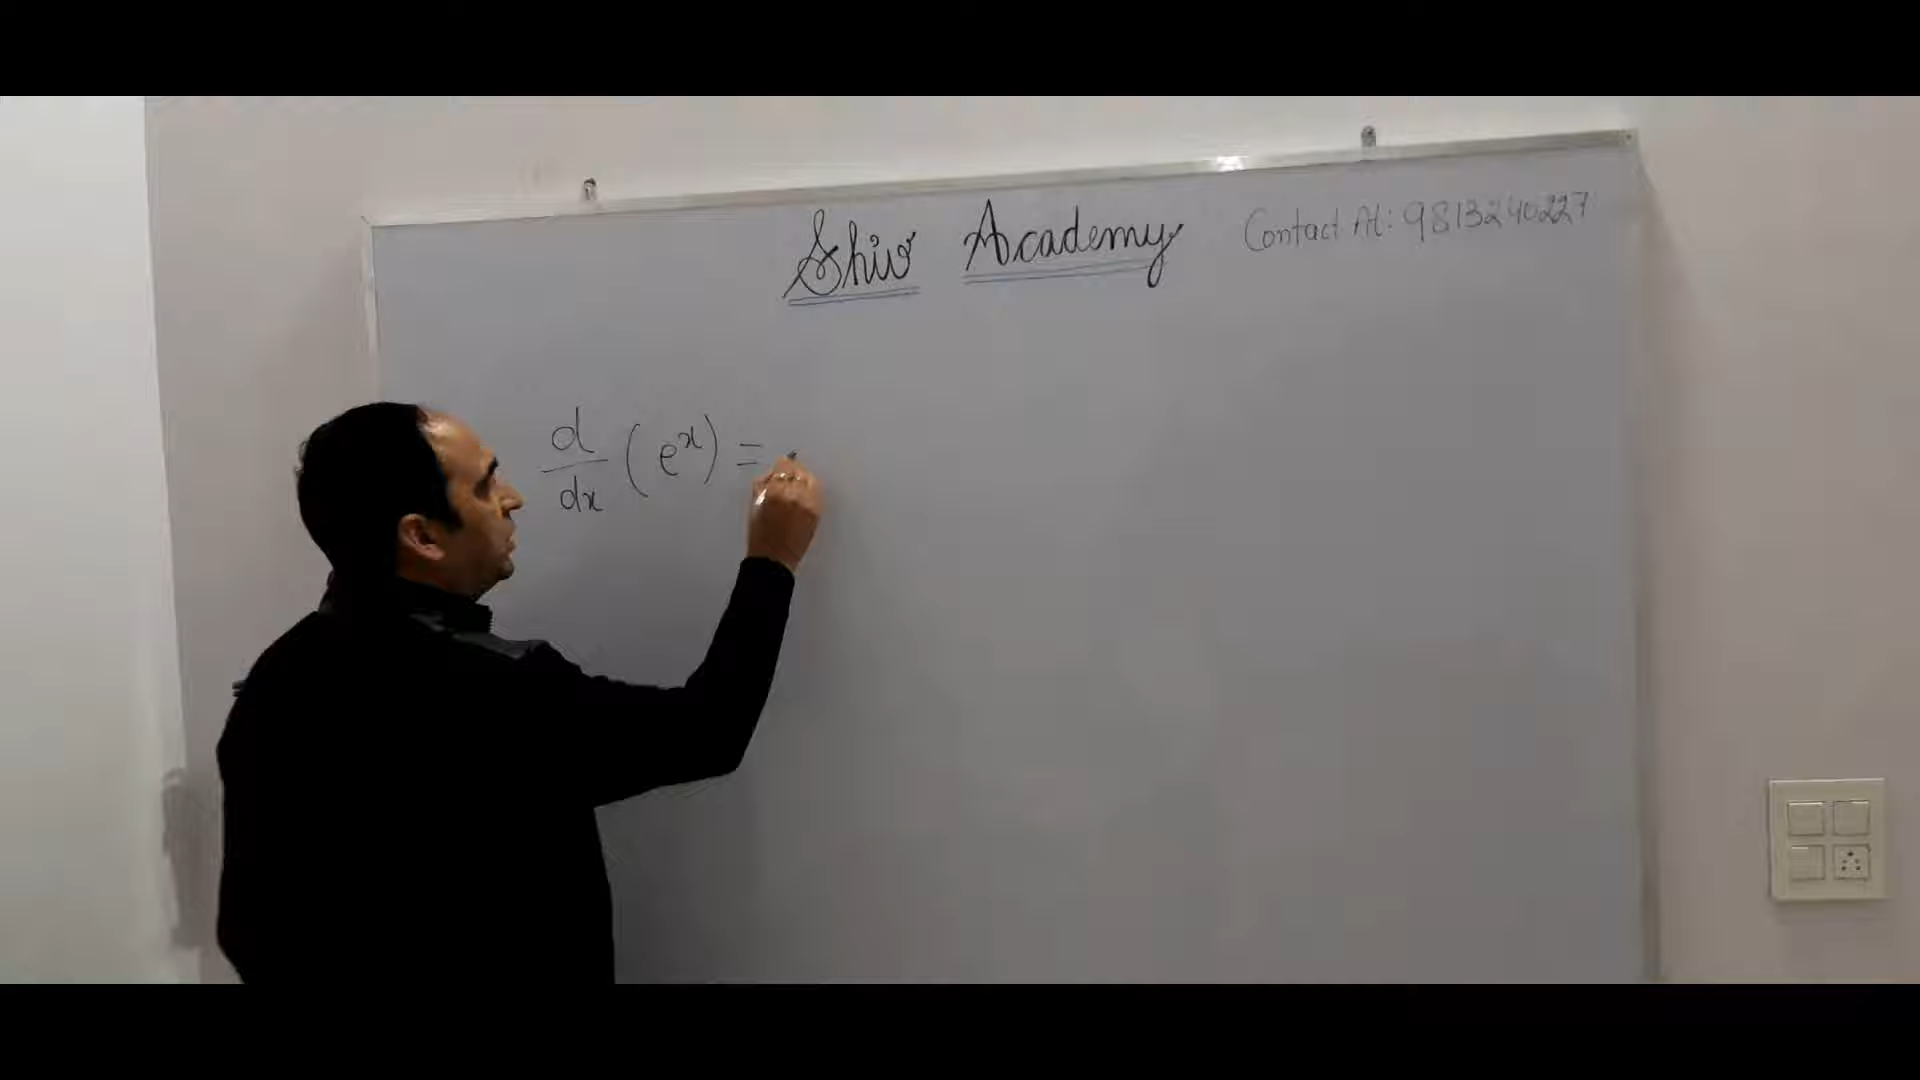 Shiv Academy Contact At: 9813240227
d/dx (e^x) =